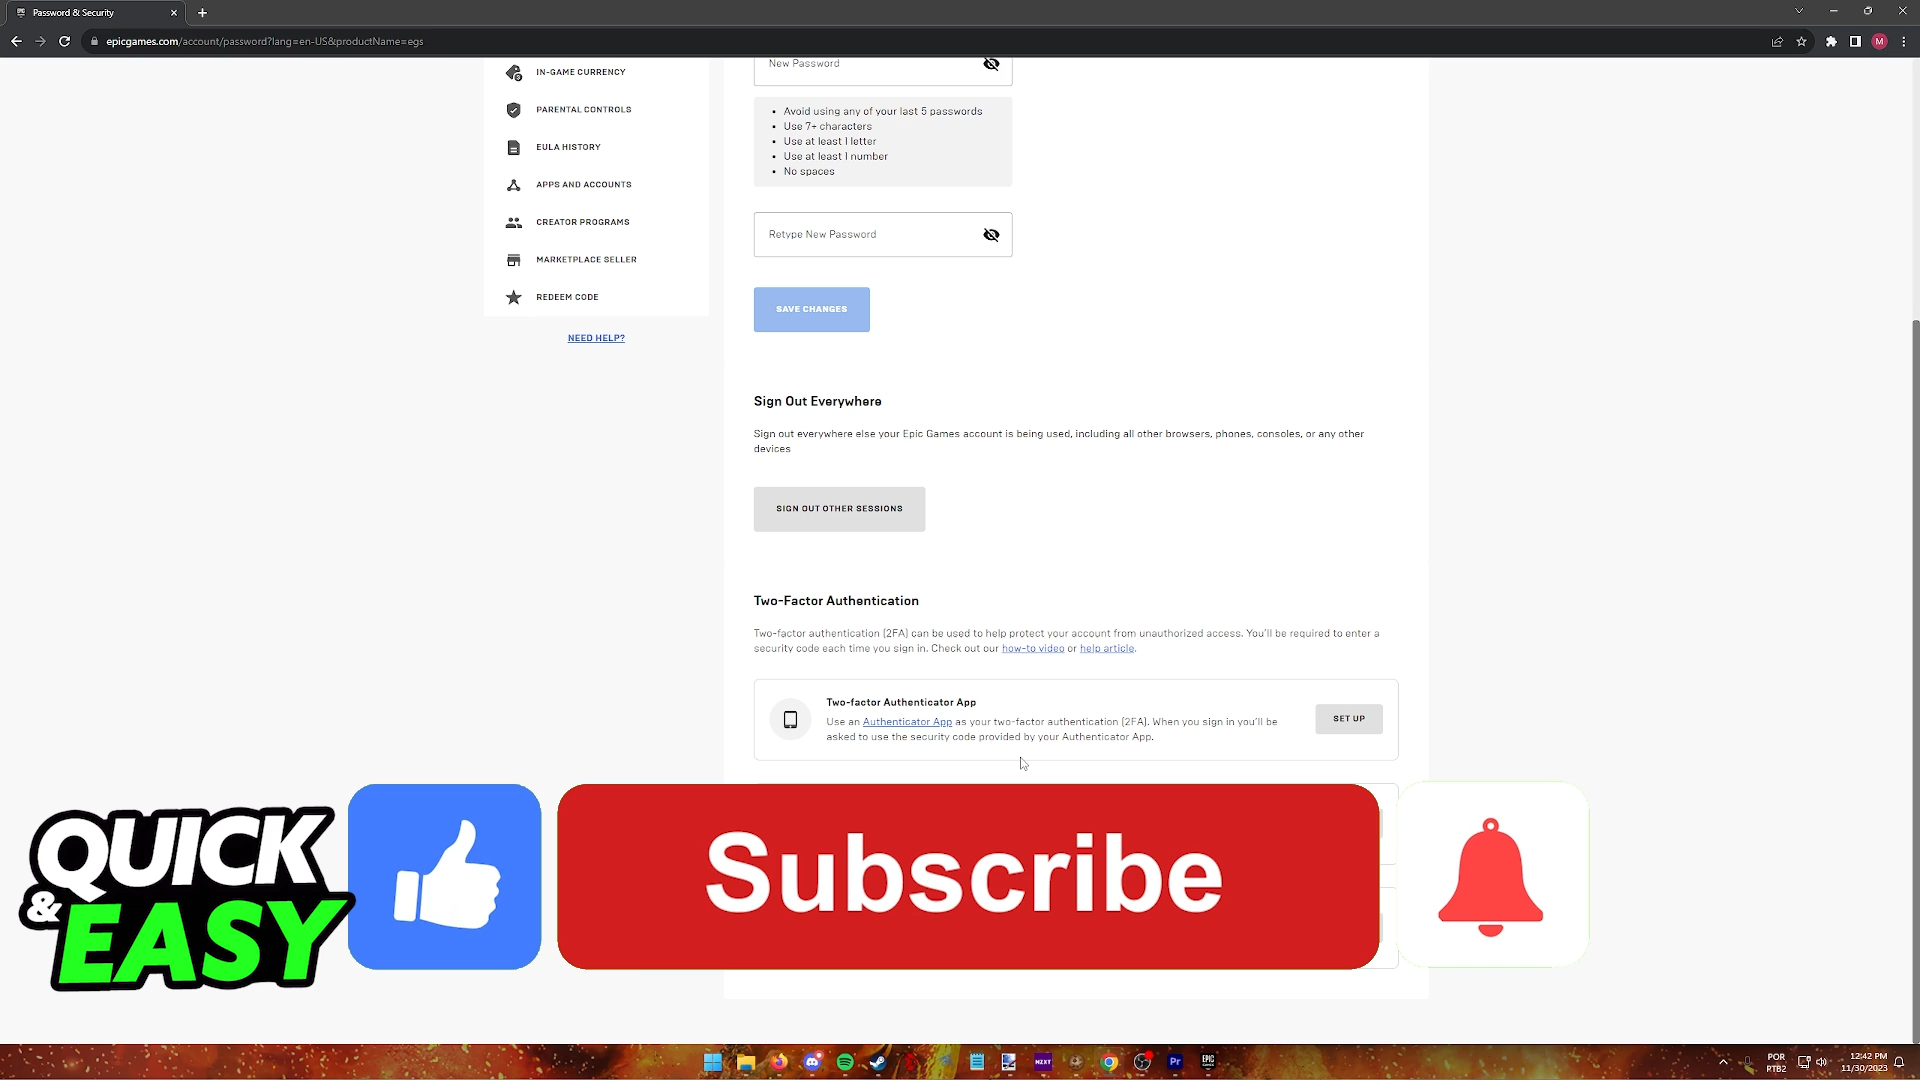 Password & Security
epicgames.com/account/password?lang=en-US&productName=egs
M
IN-GAME CURRENCY
PARENTAL CONTROLS
EULA HISTORY
APPS AND ACCOUNTS
CREATOR PROGRAMS
MARKETPLACE SELLER
REDEEM CODE
NEED HELP?
New Password
• Avoid using any of your last 5 passwords
• Use 7+ characters
• Use at least 1 letter
• Use at least 1 number
• No spaces
Retype New Password
SAVE CHANGES
Sign Out Everywhere
Sign out everywhere else your Epic Games account is being used, including all other browsers, phones, consoles, or any other
devices
SIGN OUT OTHER SESSIONS
Two-Factor Authentication
Two-factor authentication (2FA) can be used to help protect your account from unauthorized access. You'll be required to enter a
security code each time you sign in. Check out our how-to video or help article.
Two-factor Authenticator App
Use an Authenticator App as your two-factor authentication (2FA). When you sign in you'll be
asked to use the security code provided by your Authenticator App.
SET UP
QUICK
& EASY
Subscribe
NZXT
Pr
EPIC
POR
PTB2
12:42 PM
11/30/2023